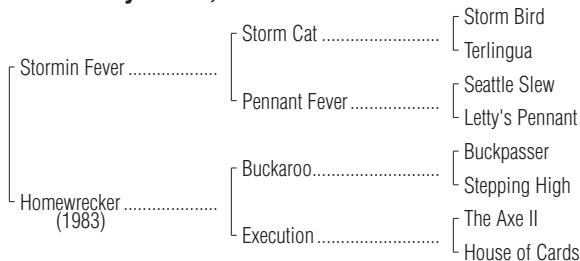 Storm Bird
Storm Cat
Terlingua
Stormin Fever
Seattle Slew
Pennant Fever
Letty's Pennant
Buckpasser
Buckaroo
Stepping High
Homewrecker
(1983)
The Axe II
Execution
House of Cards